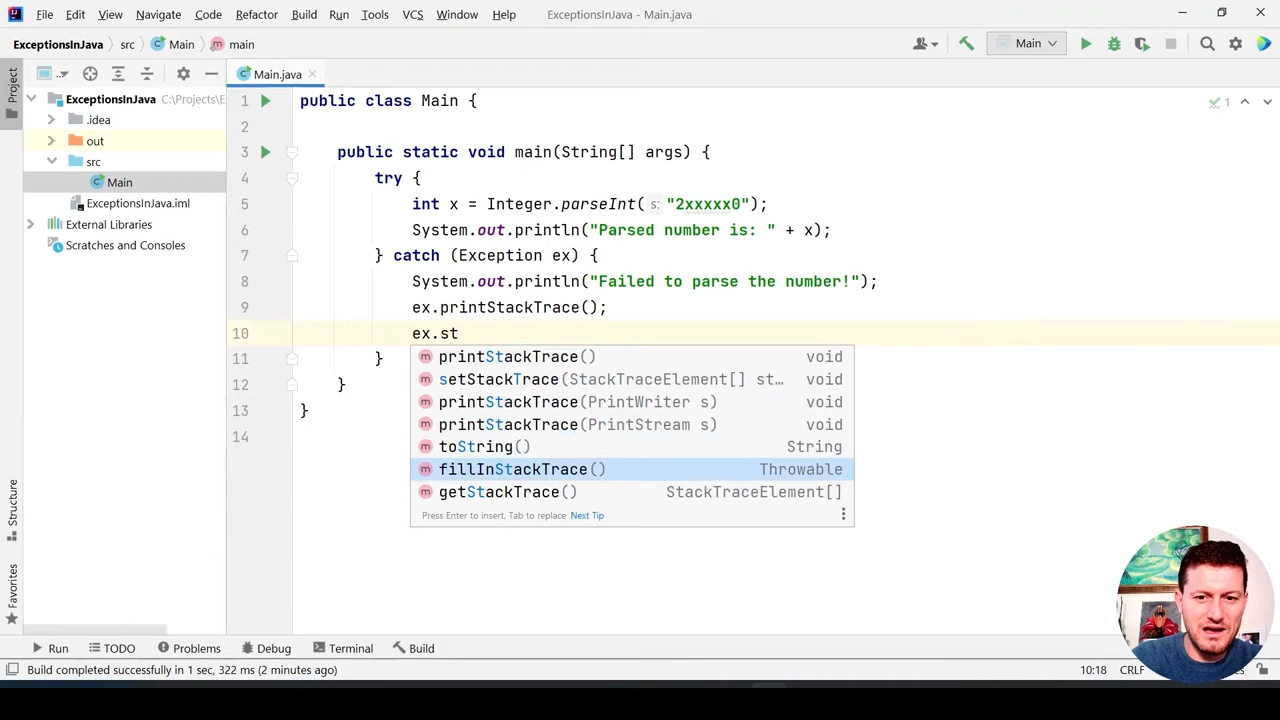 File Edit View Navigate Code Refactor Build Run Tools VCS Window Help ExceptionsInJava - Main.java
ExceptionsInJava src Main main Main
Project
Main.java
ExceptionsInJava C:\Projects\E
.idea
out
src
Main
ExceptionsInJava.iml
External Libraries
Scratches and Consoles
1 public class Main { 1
2
3 public static void main(String[] args) {
4 try {
5 int x = Integer.parseInt( s: "2xxxxx0");
6 System.out.println("Parsed number is: " + x);
7 } catch (Exception ex) {
8 System.out.println("Failed to parse the number!");
9 ex.printStackTrace();
10 ex.st
11 }
12 }
13 }
14
printStackTrace() void
setStackTrace(StackTraceElement[] st… void
printStackTrace(PrintWriter s) void
printStackTrace(PrintStream s) void
toString() String
fillInStackTrace() Throwable
getStackTrace() StackTraceElement[]
Press Enter to insert, Tab to replace Next Tip
Structure
Favorites
Run TODO Problems Debug Terminal Build
Build completed successfully in 1 sec, 322 ms (2 minutes ago) 10:18 CRLF